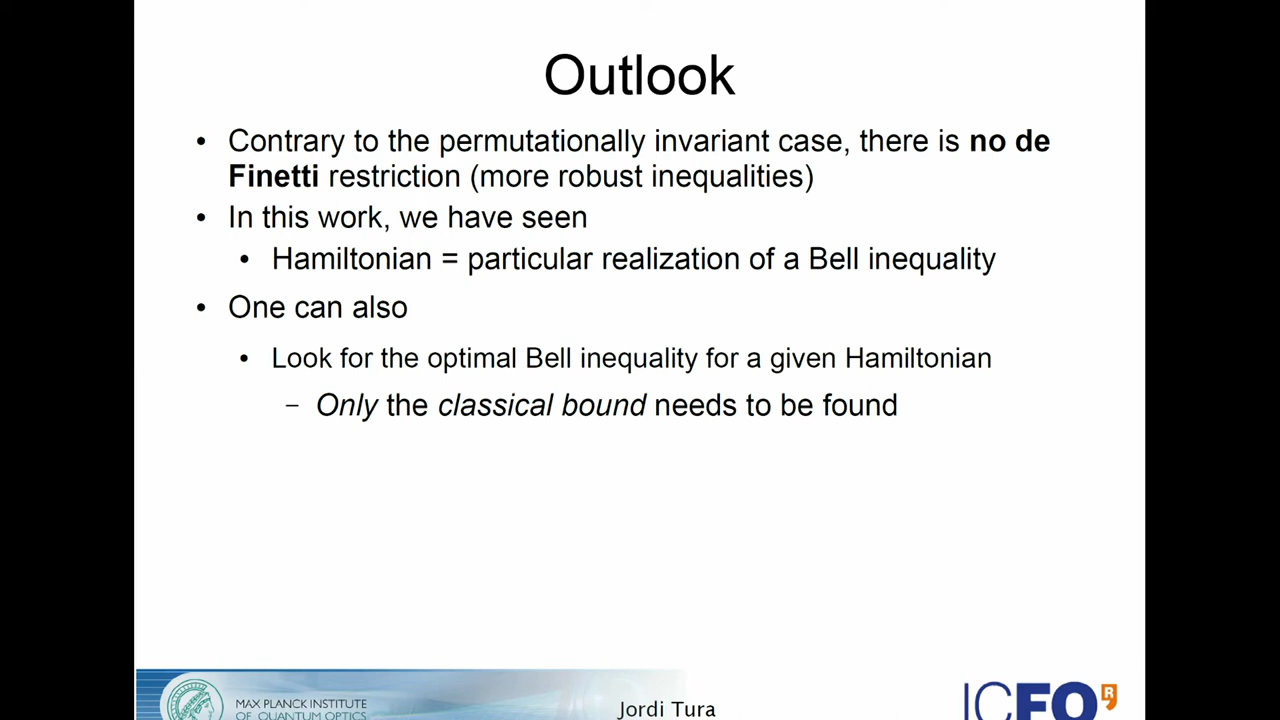 Outlook
• Contrary to the permutationally invariant case, there is no de
Finetti restriction (more robust inequalities)
• In this work, we have seen
• Hamiltonian = particular realization of a Bell inequality
• One can also
• Look for the optimal Bell inequality for a given Hamiltonian
– Only the classical bound needs to be found
MAX PLANCK INSTITUTE
OF QUANTUM OPTICS
Jordi Tura
ICFO